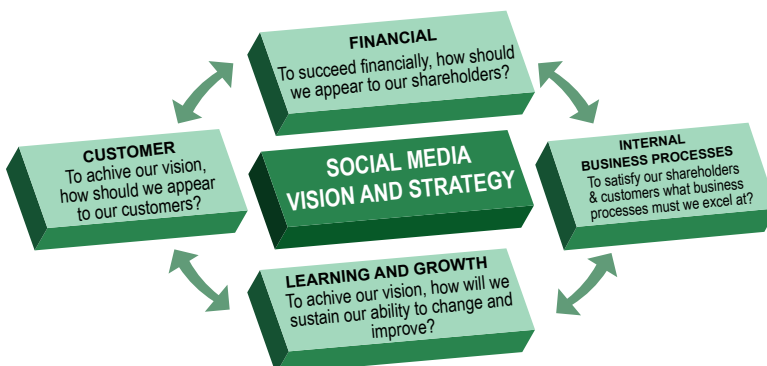 FINANCIAL
To succeed financially, how should
we appear to our shareholders?
CUSTOMER
To achive our vision,
how should we appear
to our customers?
SOCIAL MEDIA
VISION AND STRATEGY
INTERNAL
BUSINESS PROCESSES
To satisfy our shareholders
& customers what business
processes must we excel at?
LEARNING AND GROWTH
To achive our vision, how will we
sustain our ability to change and
improve?